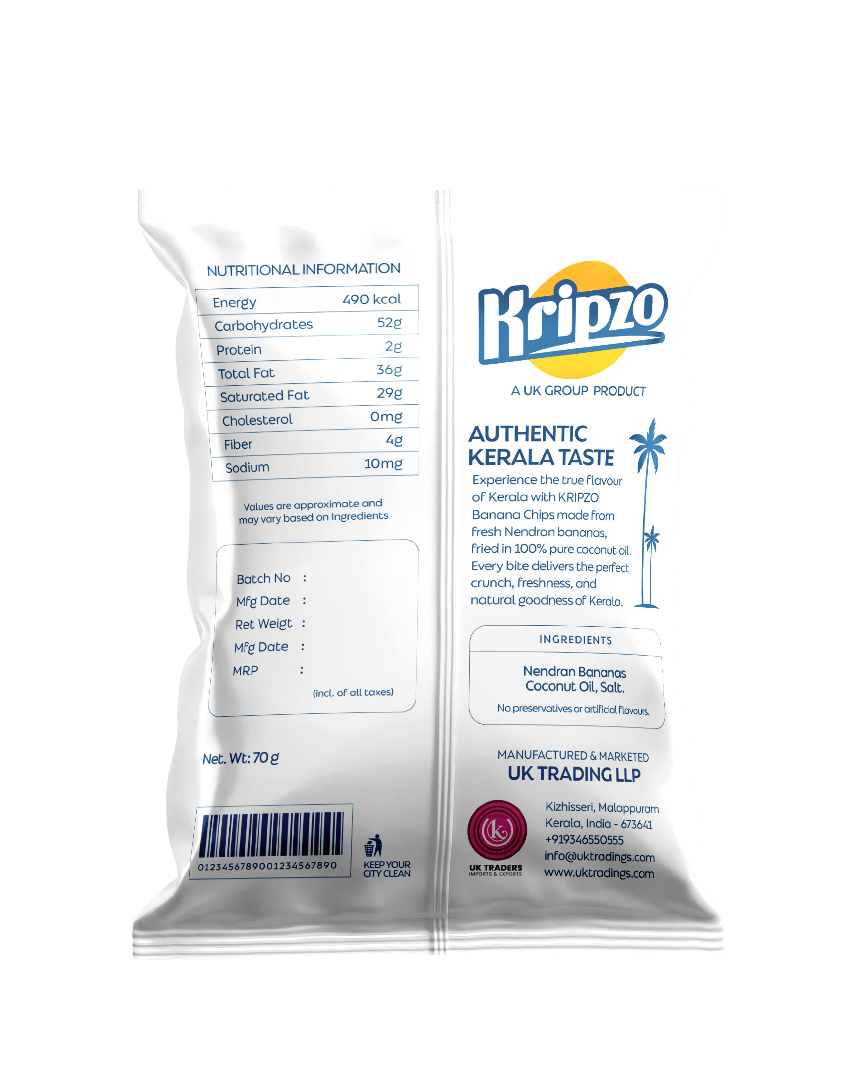 NUTRITIONAL INFORMATION
Energy 490 kcal
Carbohydrates 52g
Protein 2g
Total Fat 36g
Saturated Fat 29g
Cholesterol 0mg
Fiber 4g
Sodium 10mg
Values are approximate and
may vary based on Ingredients
Batch No :
Mfg Date :
Ret Weigt :
Mfg Date :
MRP :
(incl. of all taxes)
Net. Wt: 70 g
0123456789001234567890
KEEP YOUR
CITY CLEAN
Kripzo
A UK GROUP PRODUCT
AUTHENTIC
KERALA TASTE
Experience the true flavour
of Kerala with KRIPZO
Banana Chips made from
fresh Nendran bananas,
fried in 100% pure coconut oil.
Every bite delivers the perfect
crunch, freshness, and
natural goodness of Kerala.
INGREDIENTS
Nendran Bananas
Coconut Oil, Salt.
No preservatives or artificial flavours.
MANUFACTURED & MARKETED
UK TRADING LLP
k
UK TRADERS
IMPORTS & EXPORTS
Kizhisseri, Malappuram
Kerala, India - 673641
+919346550555
info@uktradings.com
www.uktradings.com